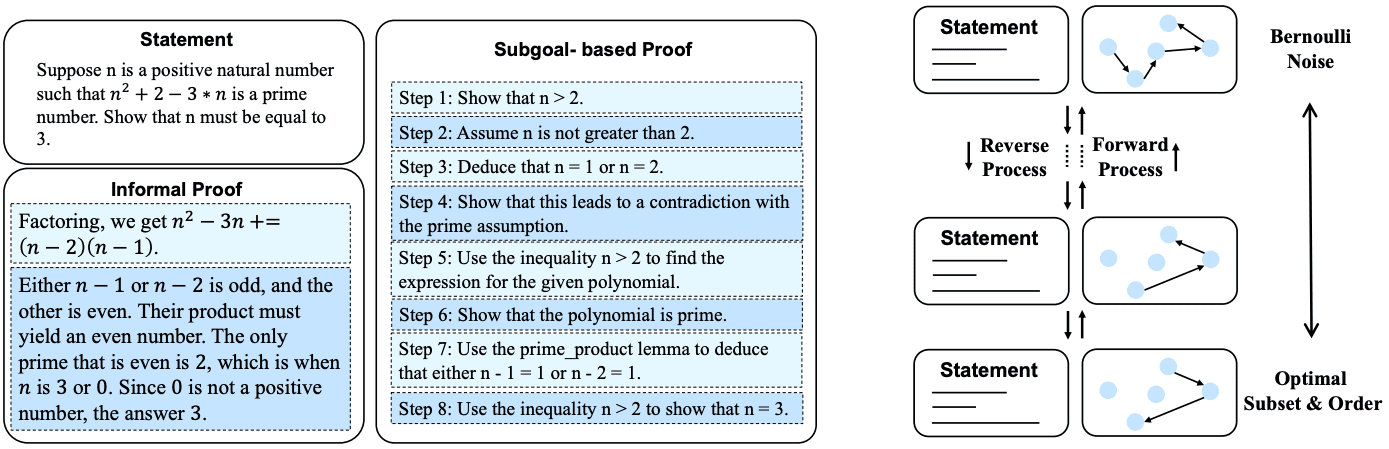 Statement
Suppose n is a positive natural number
such that n² + 2 − 3 ∗ n is a prime
number. Show that n must be equal to
3.
Informal Proof
Factoring, we get n² − 3n +=
(n − 2)(n − 1).
Either n − 1 or n − 2 is odd, and the
other is even. Their product must
yield an even number. The only
prime that is even is 2, which is when
n is 3 or 0. Since 0 is not a positive
number, the answer 3.
Subgoal- based Proof
Step 1: Show that n > 2.
Step 2: Assume n is not greater than 2.
Step 3: Deduce that n = 1 or n = 2.
Step 4: Show that this leads to a contradiction with
the prime assumption.
Step 5: Use the inequality n > 2 to find the
expression for the given polynomial.
Step 6: Show that the polynomial is prime.
Step 7: Use the prime_product lemma to deduce
that either n - 1 = 1 or n - 2 = 1.
Step 8: Use the inequality n > 2 to show that n = 3.
Statement
Bernoulli
Noise
Reverse
Process
Forward
Process
Statement
Statement
Optimal
Subset & Order